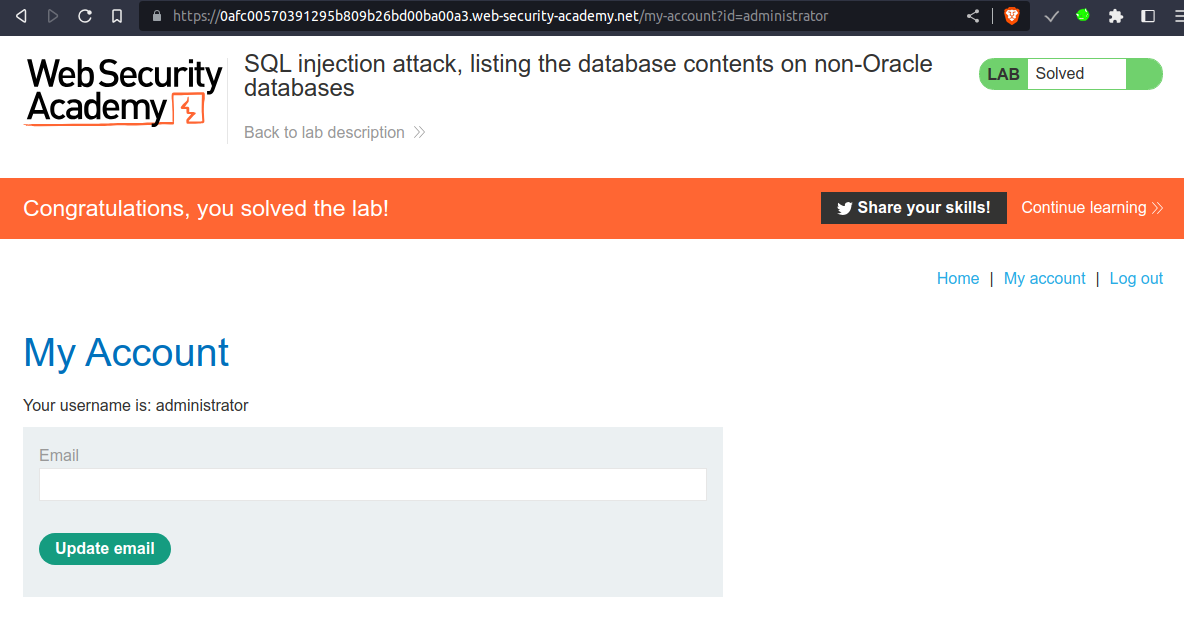 https://0afc00570391295b809b26bd00ba00a3.web-security-academy.net/my-account?id=administrator
Web Security
Academy
SQL injection attack, listing the database contents on non-Oracle
databases
Back to lab description
LAB Solved
Congratulations, you solved the lab!
Share your skills!
Continue learning
Home | My account | Log out
My Account
Your username is: administrator
Email
Update email